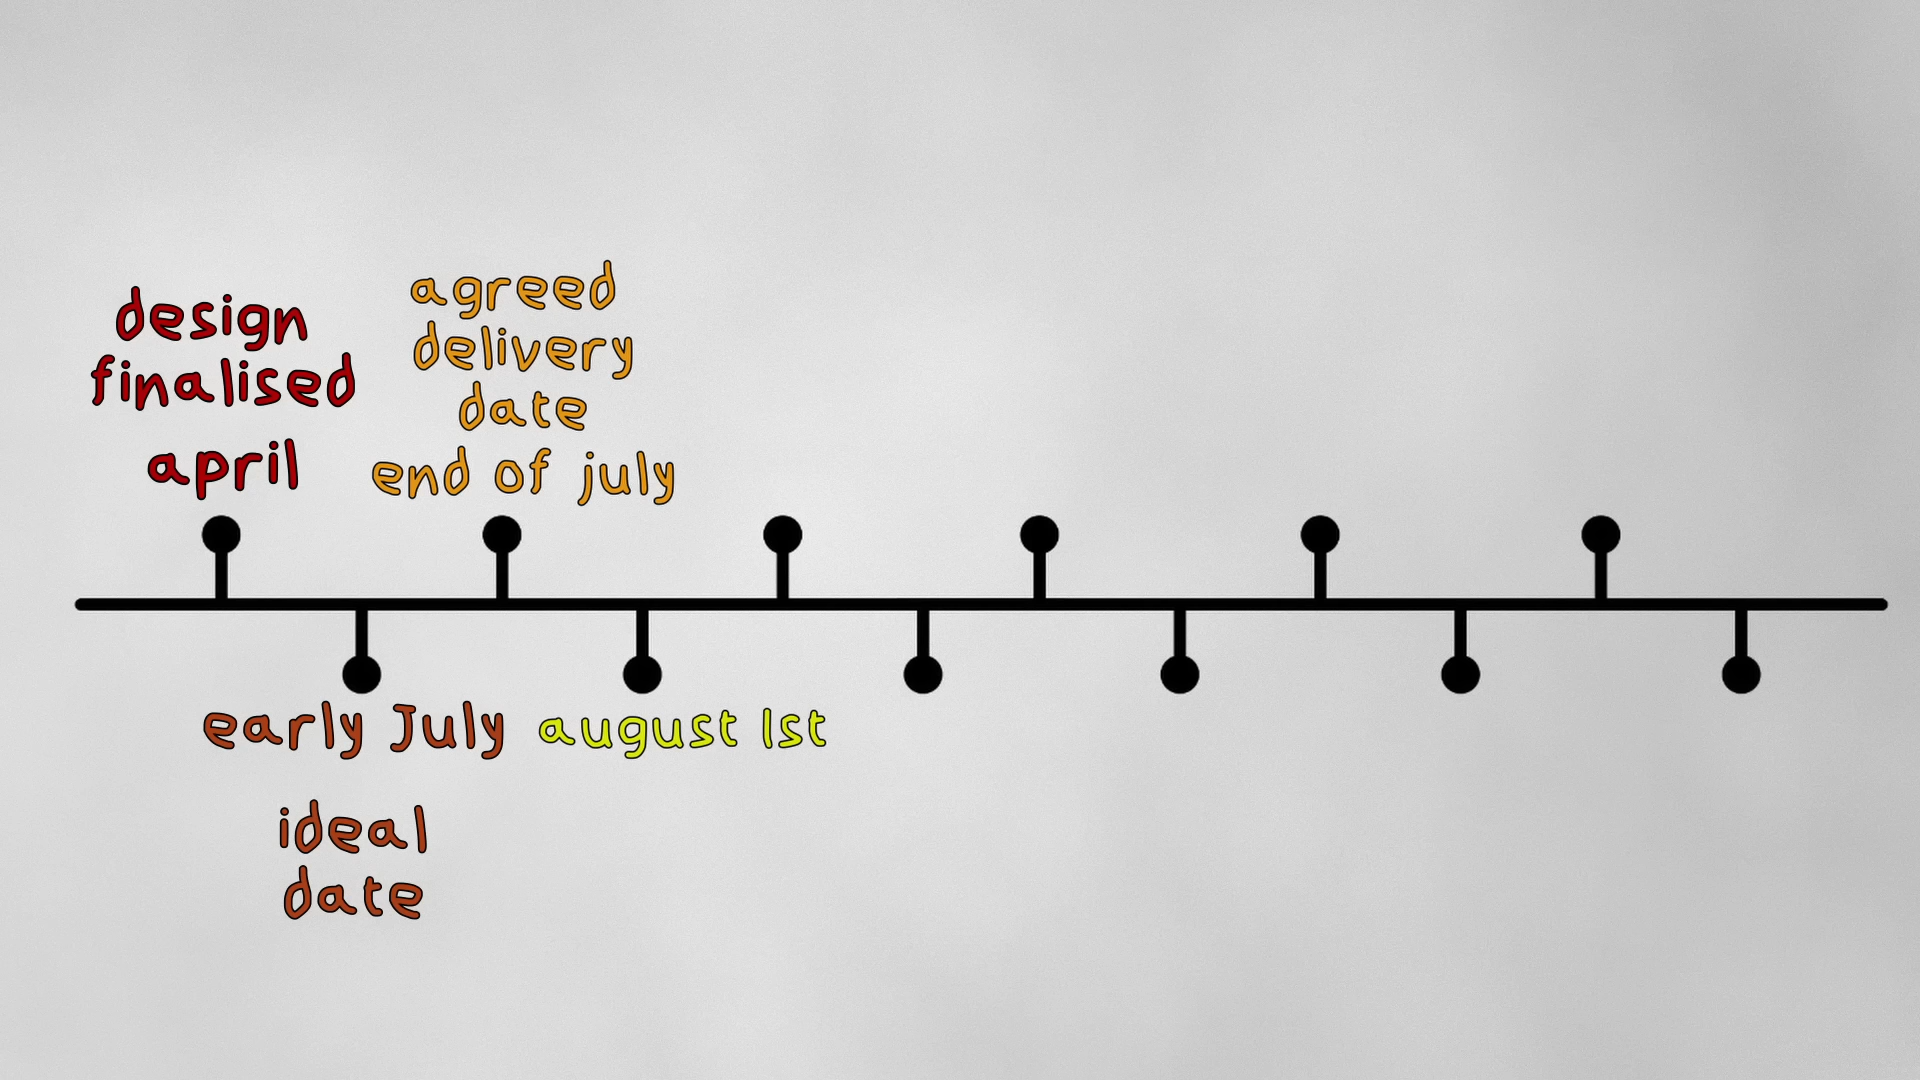 design
finalised
april
agreed
delivery
date
end of july
early July
ideal
date
august 1st